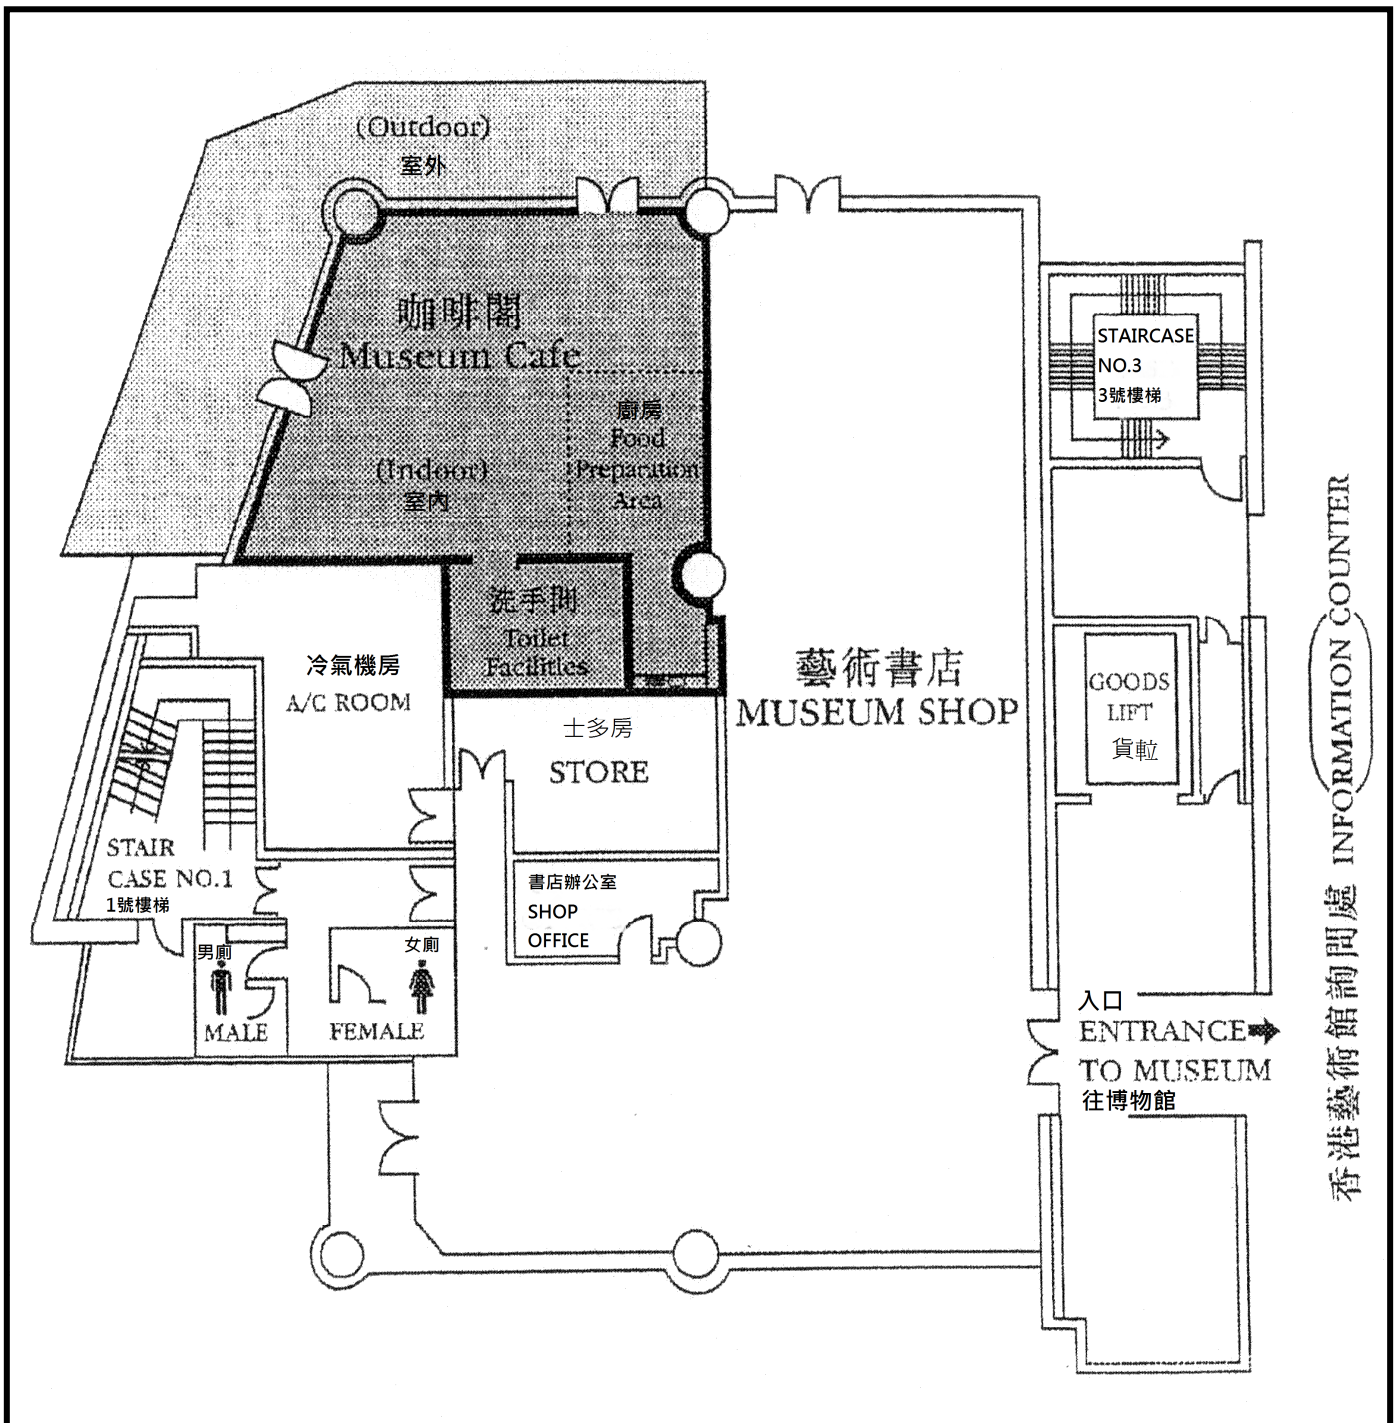 (Outdoor)
室外
咖啡閣
Museum Cafe
(Indoor)
室內
廚房
Food
Preparation
Area
洗手間
Toilet
Facilities
STAIRCASE
NO.3
3號樓梯
冷氣機房
A/C ROOM
藝術書店
MUSEUM SHOP
GOODS
LIFT
貨𨋢
士多房
STORE
STAIR
CASE NO.1
1號樓梯
書店辦公室
SHOP
OFFICE
男廁
MALE
女廁
FEMALE
入口
ENTRANCE
TO MUSEUM
往博物館
香港藝術館詢問處 INFORMATION COUNTER